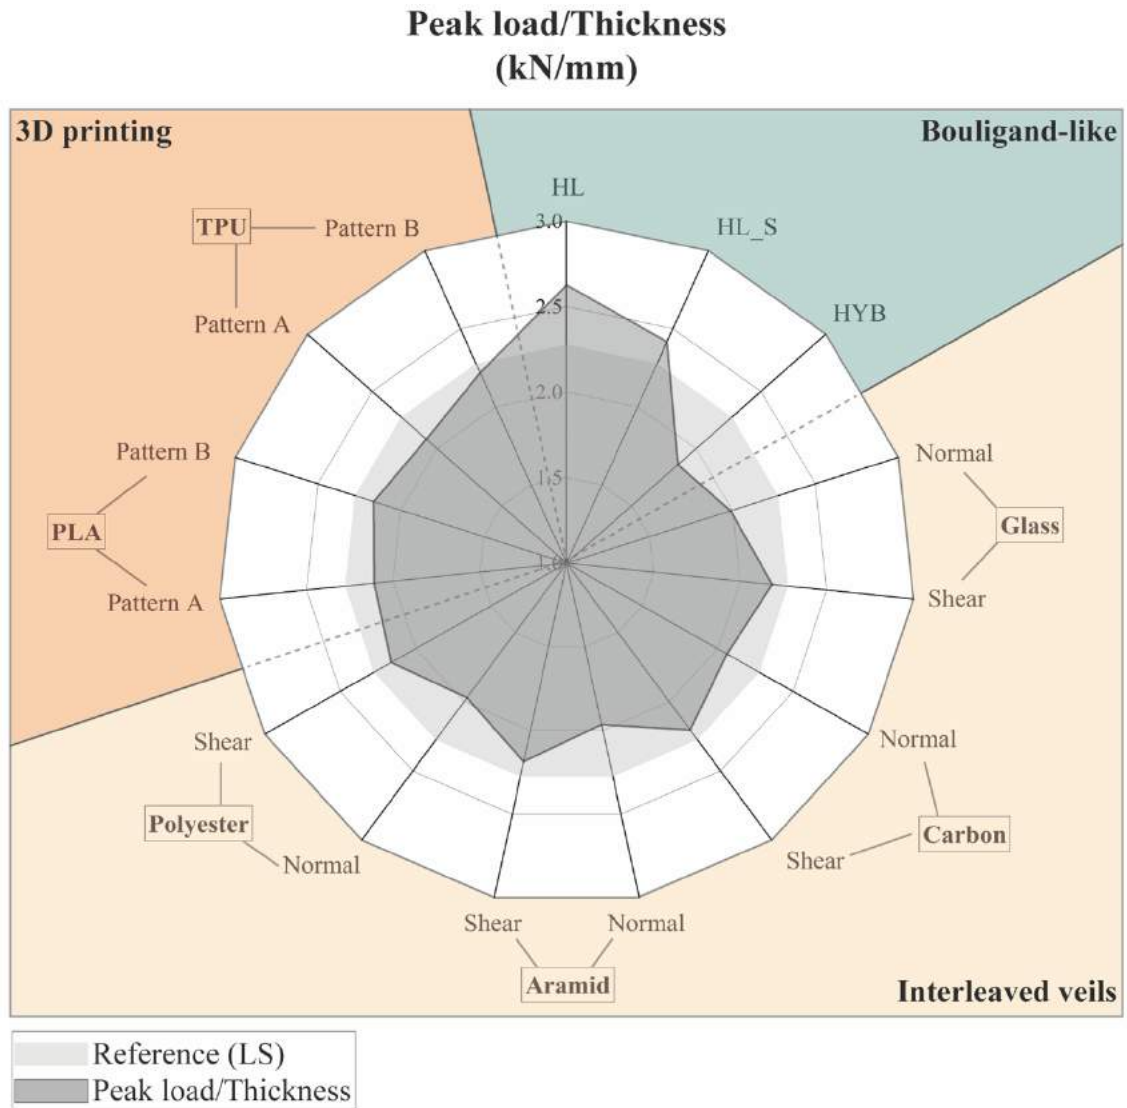 Peak load/Thickness
(kN/mm)
3D printing
Bouligand-like
HL
TPU
Pattern B
3.0
HL_S
Pattern A
2.5
HYB
2.0
Pattern B
Normal
1.5
PLA
Glass
1.0
Pattern A
Shear
Shear
Normal
Polyester
Carbon
Normal
Shear
Shear
Normal
Aramid
Interleaved veils
Reference (LS)
Peak load/Thickness